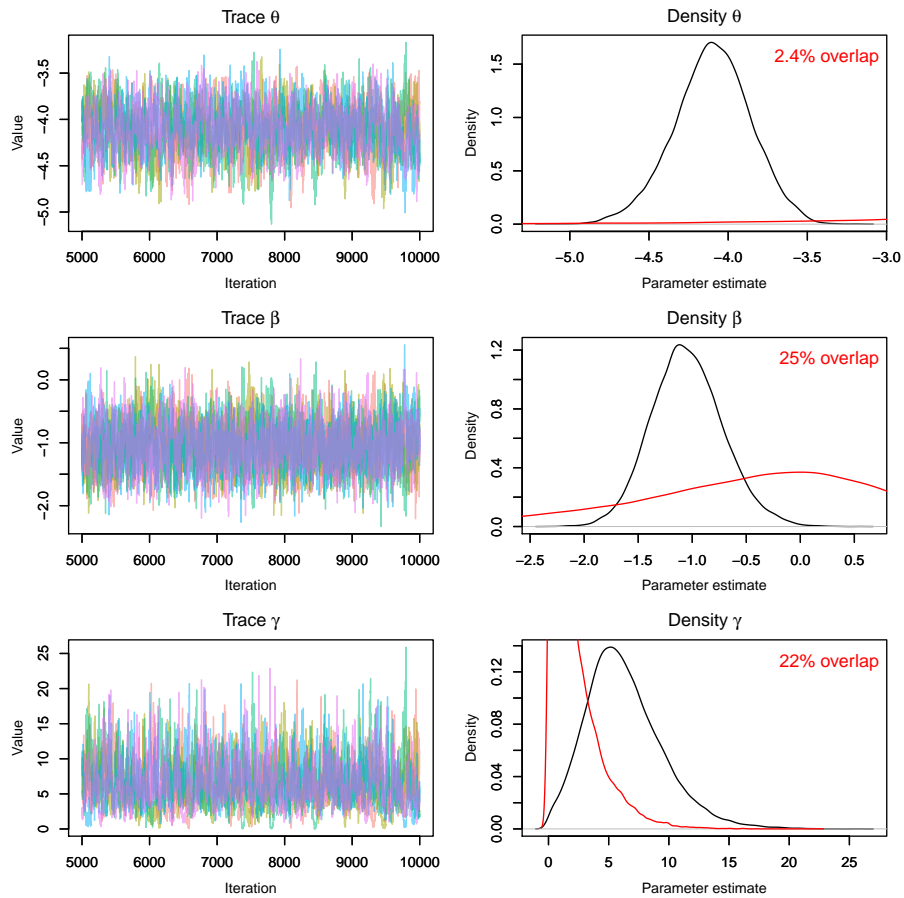 Trace θ
Value
−3.5
−4.0
−4.5
−5.0
5000 6000 7000 8000 9000 10000
Iteration
Density θ
2.4% overlap
Density
1.5
1.0
0.5
0.0
−5.0 −4.5 −4.0 −3.5 −3.0
Parameter estimate
Trace β
Value
0.0
−1.0
−2.0
5000 6000 7000 8000 9000 10000
Iteration
Density β
25% overlap
Density
1.2
0.8
0.4
0.0
−2.5 −2.0 −1.5 −1.0 −0.5 0.0 0.5
Parameter estimate
Trace γ
Value
25
20
15
10
5
0
5000 6000 7000 8000 9000 10000
Iteration
Density γ
22% overlap
Density
0.12
0.08
0.04
0.00
0 5 10 15 20 25
Parameter estimate